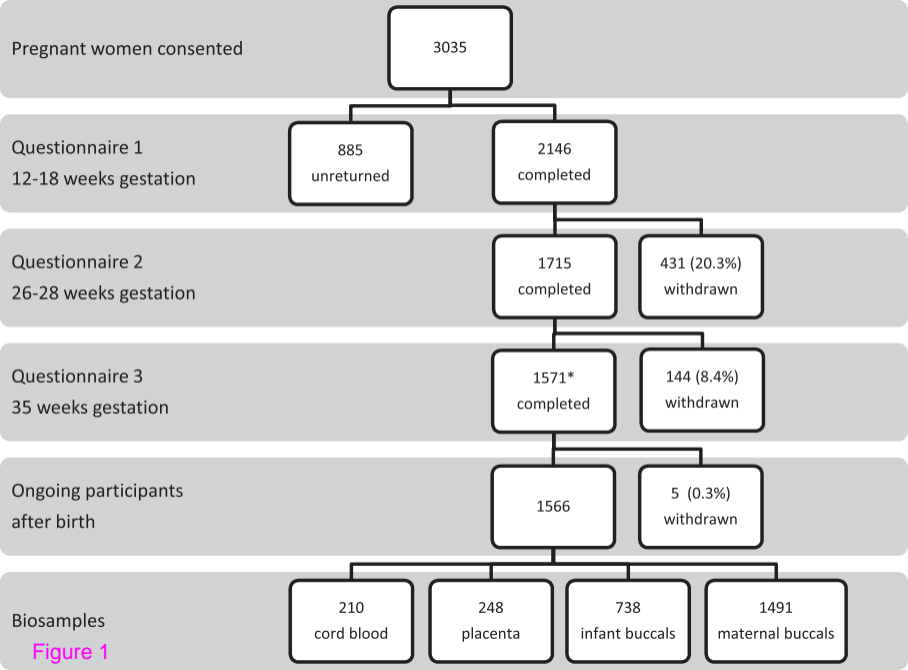 Pregnant women consented
3035
Questionnaire 1
12-18 weeks gestation
885
unreturned
2146
completed
Questionnaire 2
26-28 weeks gestation
1715
completed
431 (20.3%)
withdrawn
Questionnaire 3
35 weeks gestation
1571*
completed
144 (8.4%)
withdrawn
Ongoing participants
after birth
1566
5 (0.3%)
withdrawn
Biosamples
210
cord blood
248
placenta
738
infant buccals
1491
maternal buccals
Figure 1